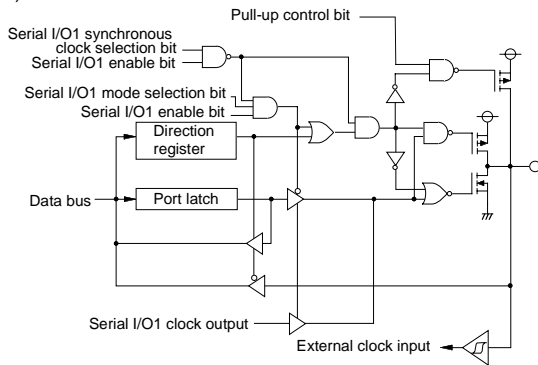 Pull-up control bit
Serial I/O1 synchronous
clock selection bit
Serial I/O1 enable bit
Serial I/O1 mode selection bit
Serial I/O1 enable bit
Direction
register
Data bus
Port latch
Serial I/O1 clock output
External clock input